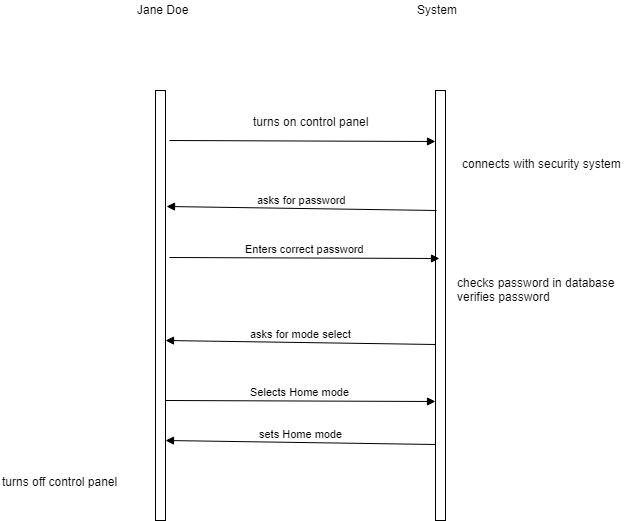 Jane Doe
System
turns on control panel
connects with security system
asks for password
Enters correct password
checks password in database
verifies password
asks for mode select
Selects Home mode
sets Home mode
turns off control panel